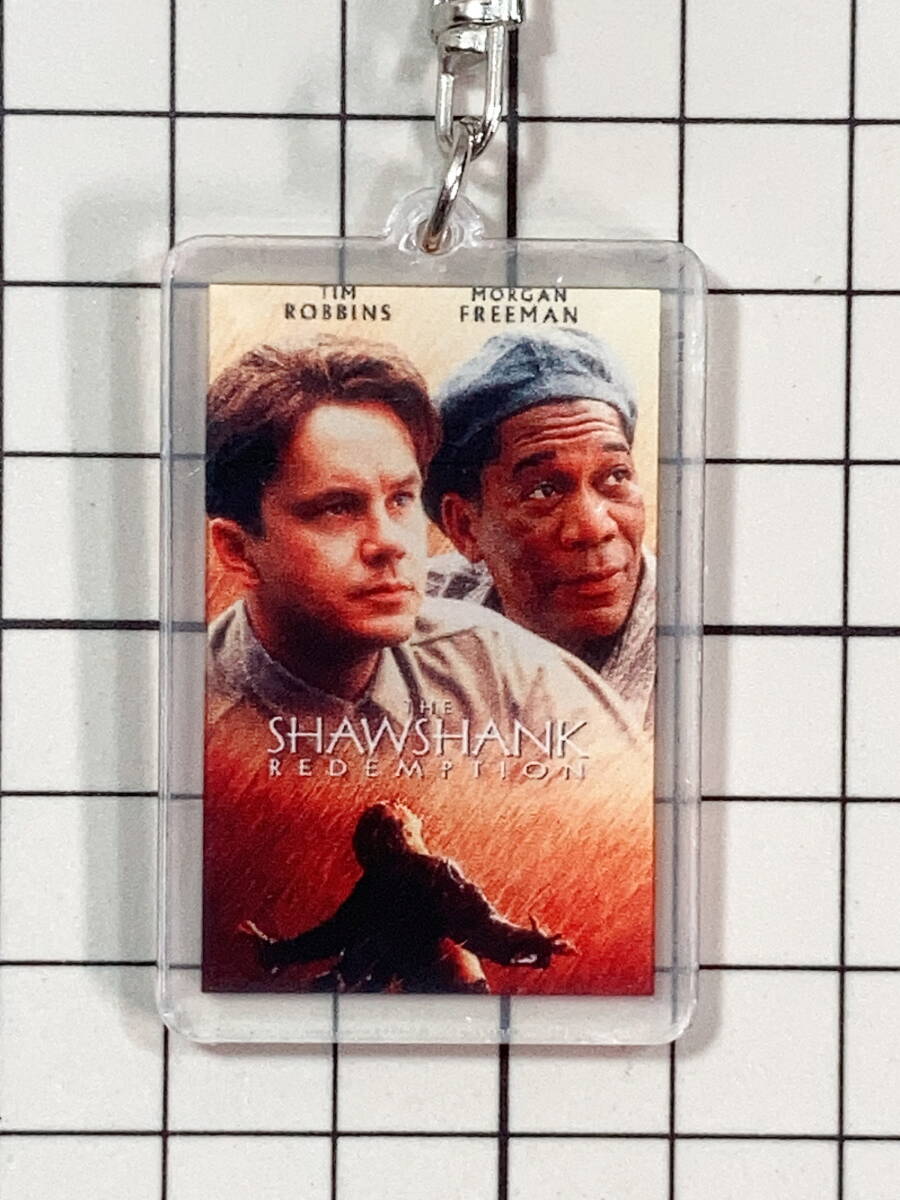 TIM
ROBBINS
MORGAN
FREEMAN
THE
SHAWSHANK
REDEMPTION